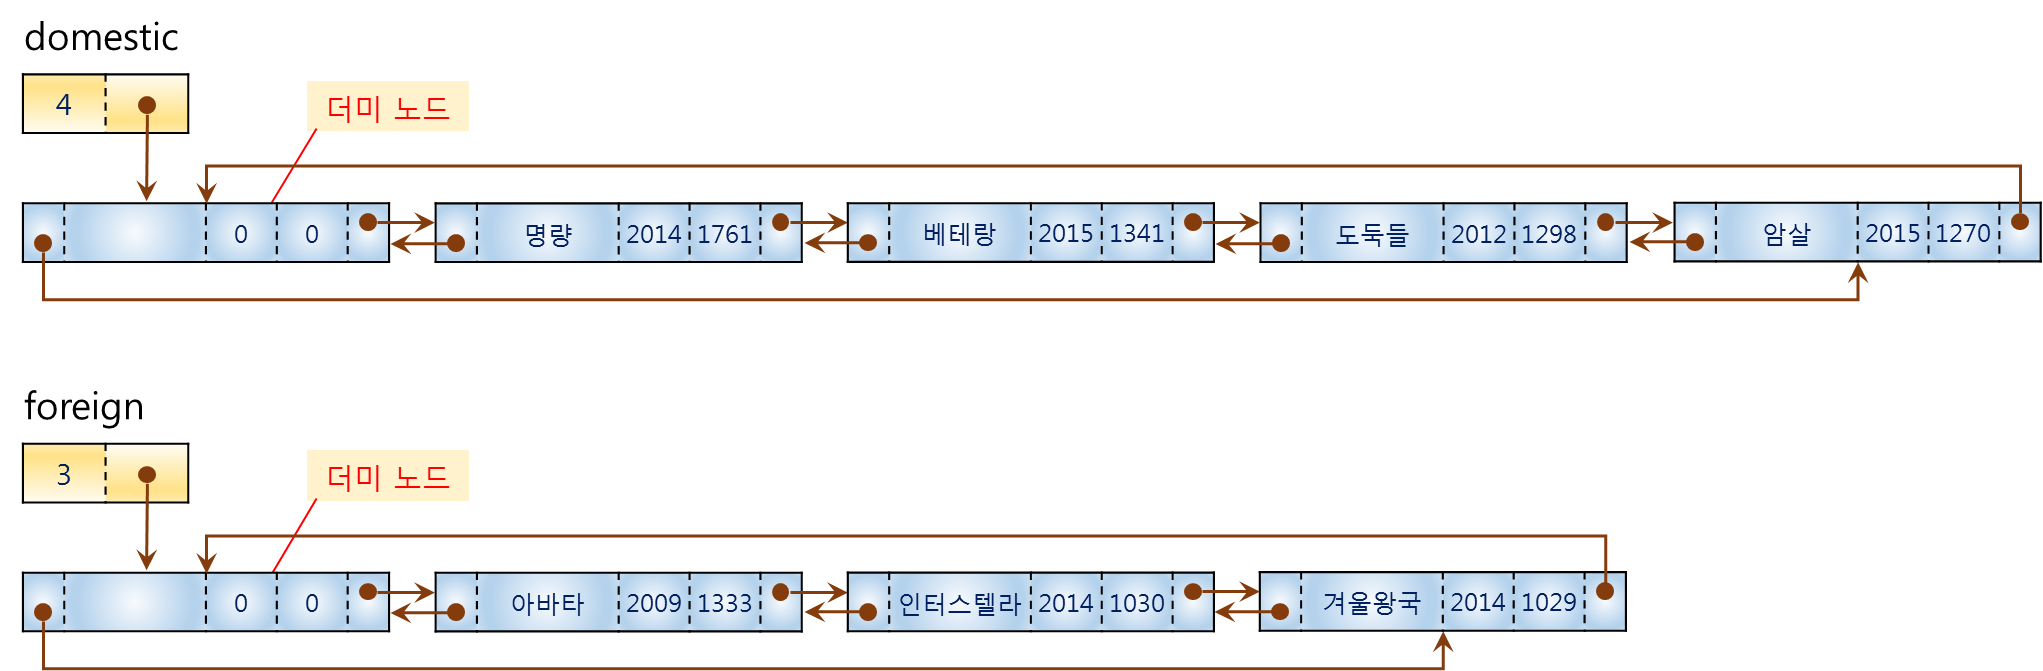 domestic
4
더미 노드
0 0 명량 2014 1761 베테랑 2015 1341 도둑들 2012 1298 암살 2015 1270
foreign
3
더미 노드
0 0 아바타 2009 1333 인터스텔라 2014 1030 겨울왕국 2014 1029